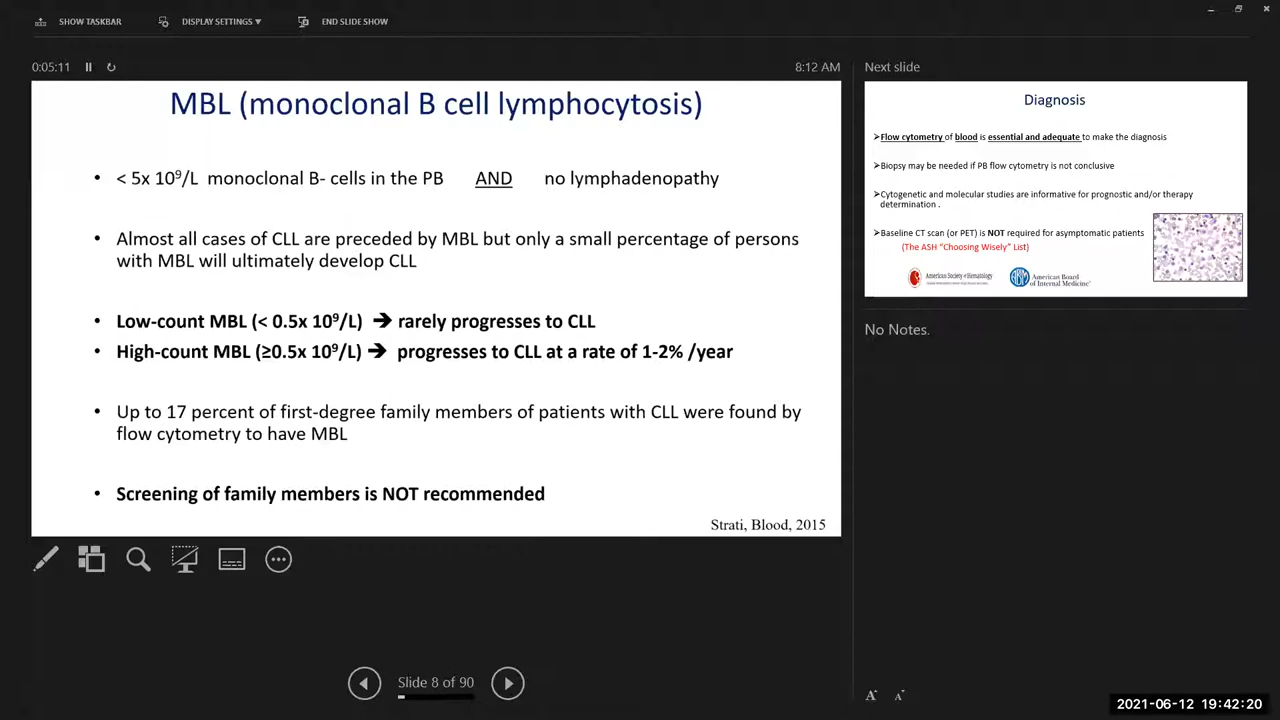 SHOW TASKBAR
DISPLAY SETTINGS ▼
END SLIDE SHOW
0:05:11
8:12 AM
MBL (monoclonal B cell lymphocytosis)
• < 5x 10⁹/L monoclonal B- cells in the PB AND no lymphadenopathy
• Almost all cases of CLL are preceded by MBL but only a small percentage of persons
with MBL will ultimately develop CLL
• Low-count MBL (< 0.5x 10⁹/L) ➔ rarely progresses to CLL
• High-count MBL (≥0.5x 10⁹/L) ➔ progresses to CLL at a rate of 1-2% /year
• Up to 17 percent of first-degree family members of patients with CLL were found by
flow cytometry to have MBL
• Screening of family members is NOT recommended
Strati, Blood, 2015
Slide 8 of 90
Next slide
Diagnosis
➢Flow cytometry of blood is essential and adequate to make the diagnosis
➢Biopsy may be needed if PB flow cytometry is not conclusive
➢Cytogenetic and molecular studies are informative for prognostic and/or therapy
determination .
➢Baseline CT scan (or PET) is NOT required for asymptomatic patients
(The ASH "Choosing Wisely" List)
American Society of Hematology
ABIM
American Board
of Internal Medicine®
No Notes.
A A
2021-06-12 19:42:20